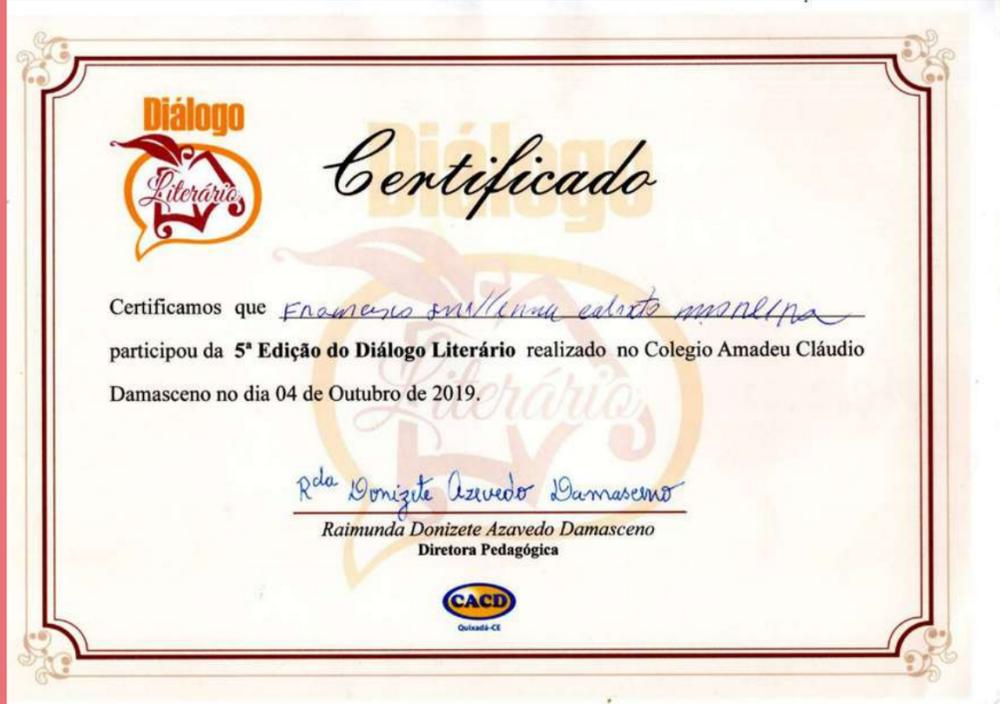 Diálogo
Literário
Certificado
Certificamos que
participou da 5ª Edição do Diálogo Literário realizado no Colegio Amadeu Cláudio
Damasceno no dia 04 de Outubro de 2019.
Rda Donizete Azevedo Damasceno
Raimunda Donizete Azavedo Damasceno
Diretora Pedagógica
CACD
Quixadá-CE